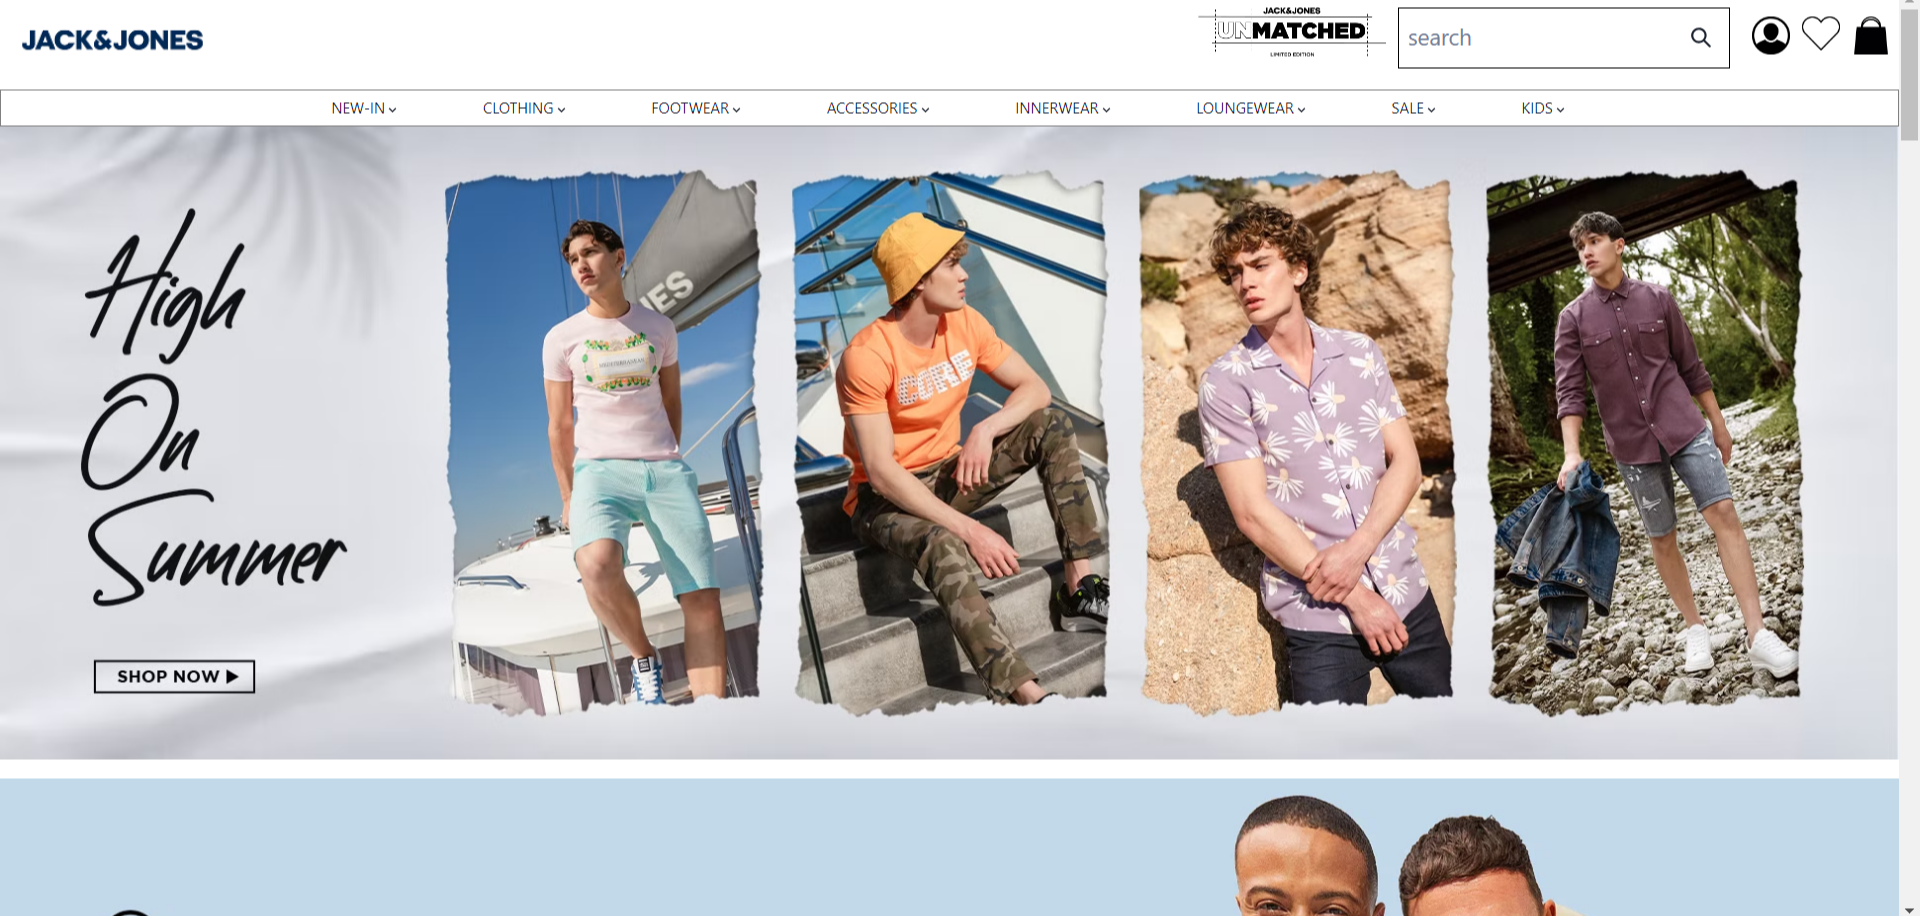 JACK&JONES
JACK&JONES
UNMATCHED
LIMITED EDITION
search
NEW-IN
CLOTHING
FOOTWEAR
ACCESSORIES
INNERWEAR
LOUNGEWEAR
SALE
KIDS
High
On
Summer
SHOP NOW
NES
CORE